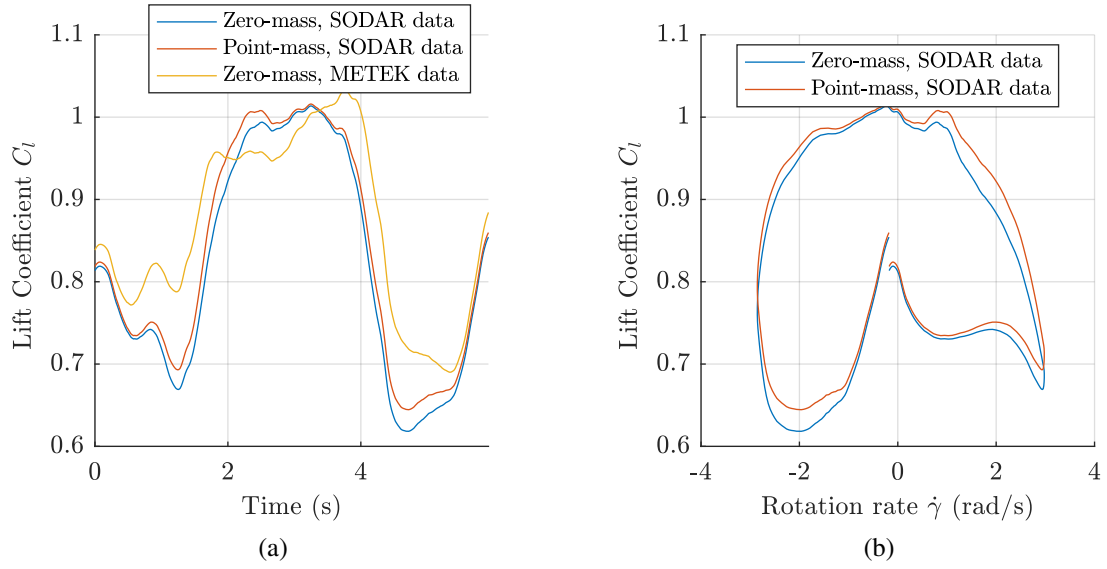 Zero-mass, SODAR data
Point-mass, SODAR data
Zero-mass, METEK data
1.1
1
0.9
0.8
0.7
0.6
Lift Coefficient C_l
0
2
4
Time (s)
(a)
Zero-mass, SODAR data
Point-mass, SODAR data
1.1
1
0.9
0.8
0.7
0.6
Lift Coefficient C_l
-4
-2
0
2
4
Rotation rate γ̇ (rad/s)
(b)